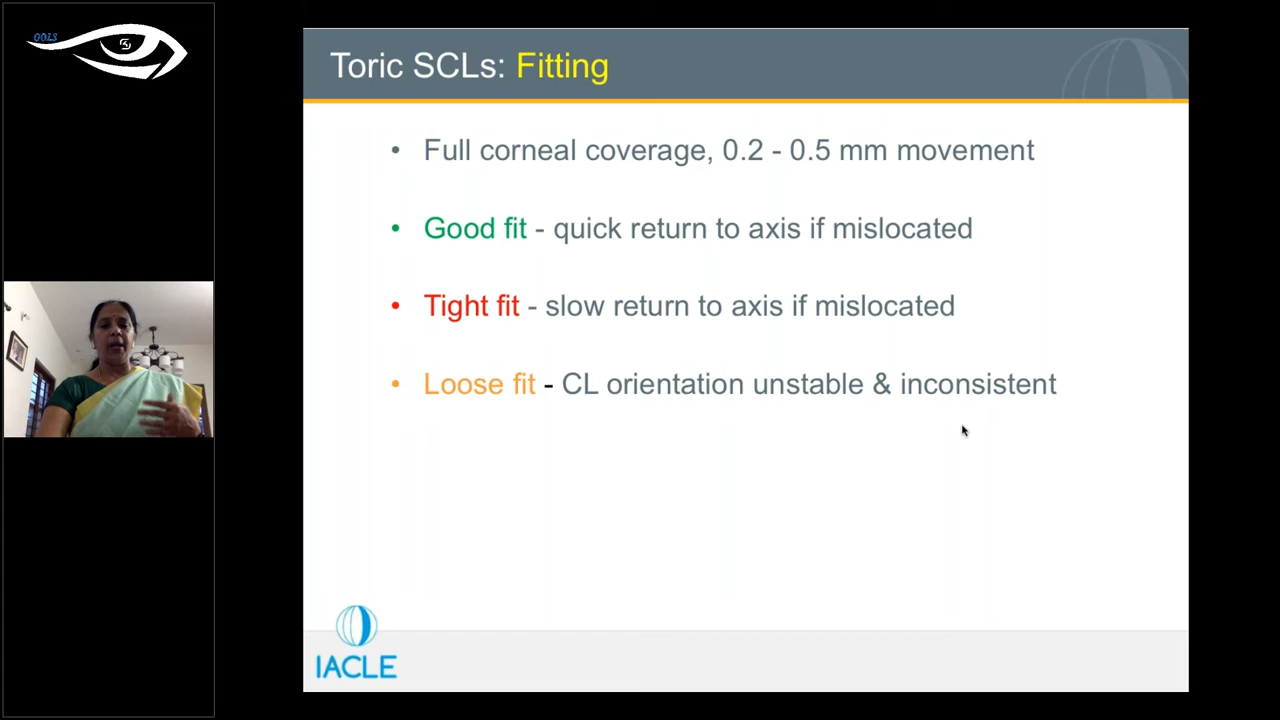 OOLS
Toric SCLs: Fitting
• Full corneal coverage, 0.2 - 0.5 mm movement
• Good fit - quick return to axis if mislocated
• Tight fit - slow return to axis if mislocated
• Loose fit - CL orientation unstable & inconsistent
IACLE